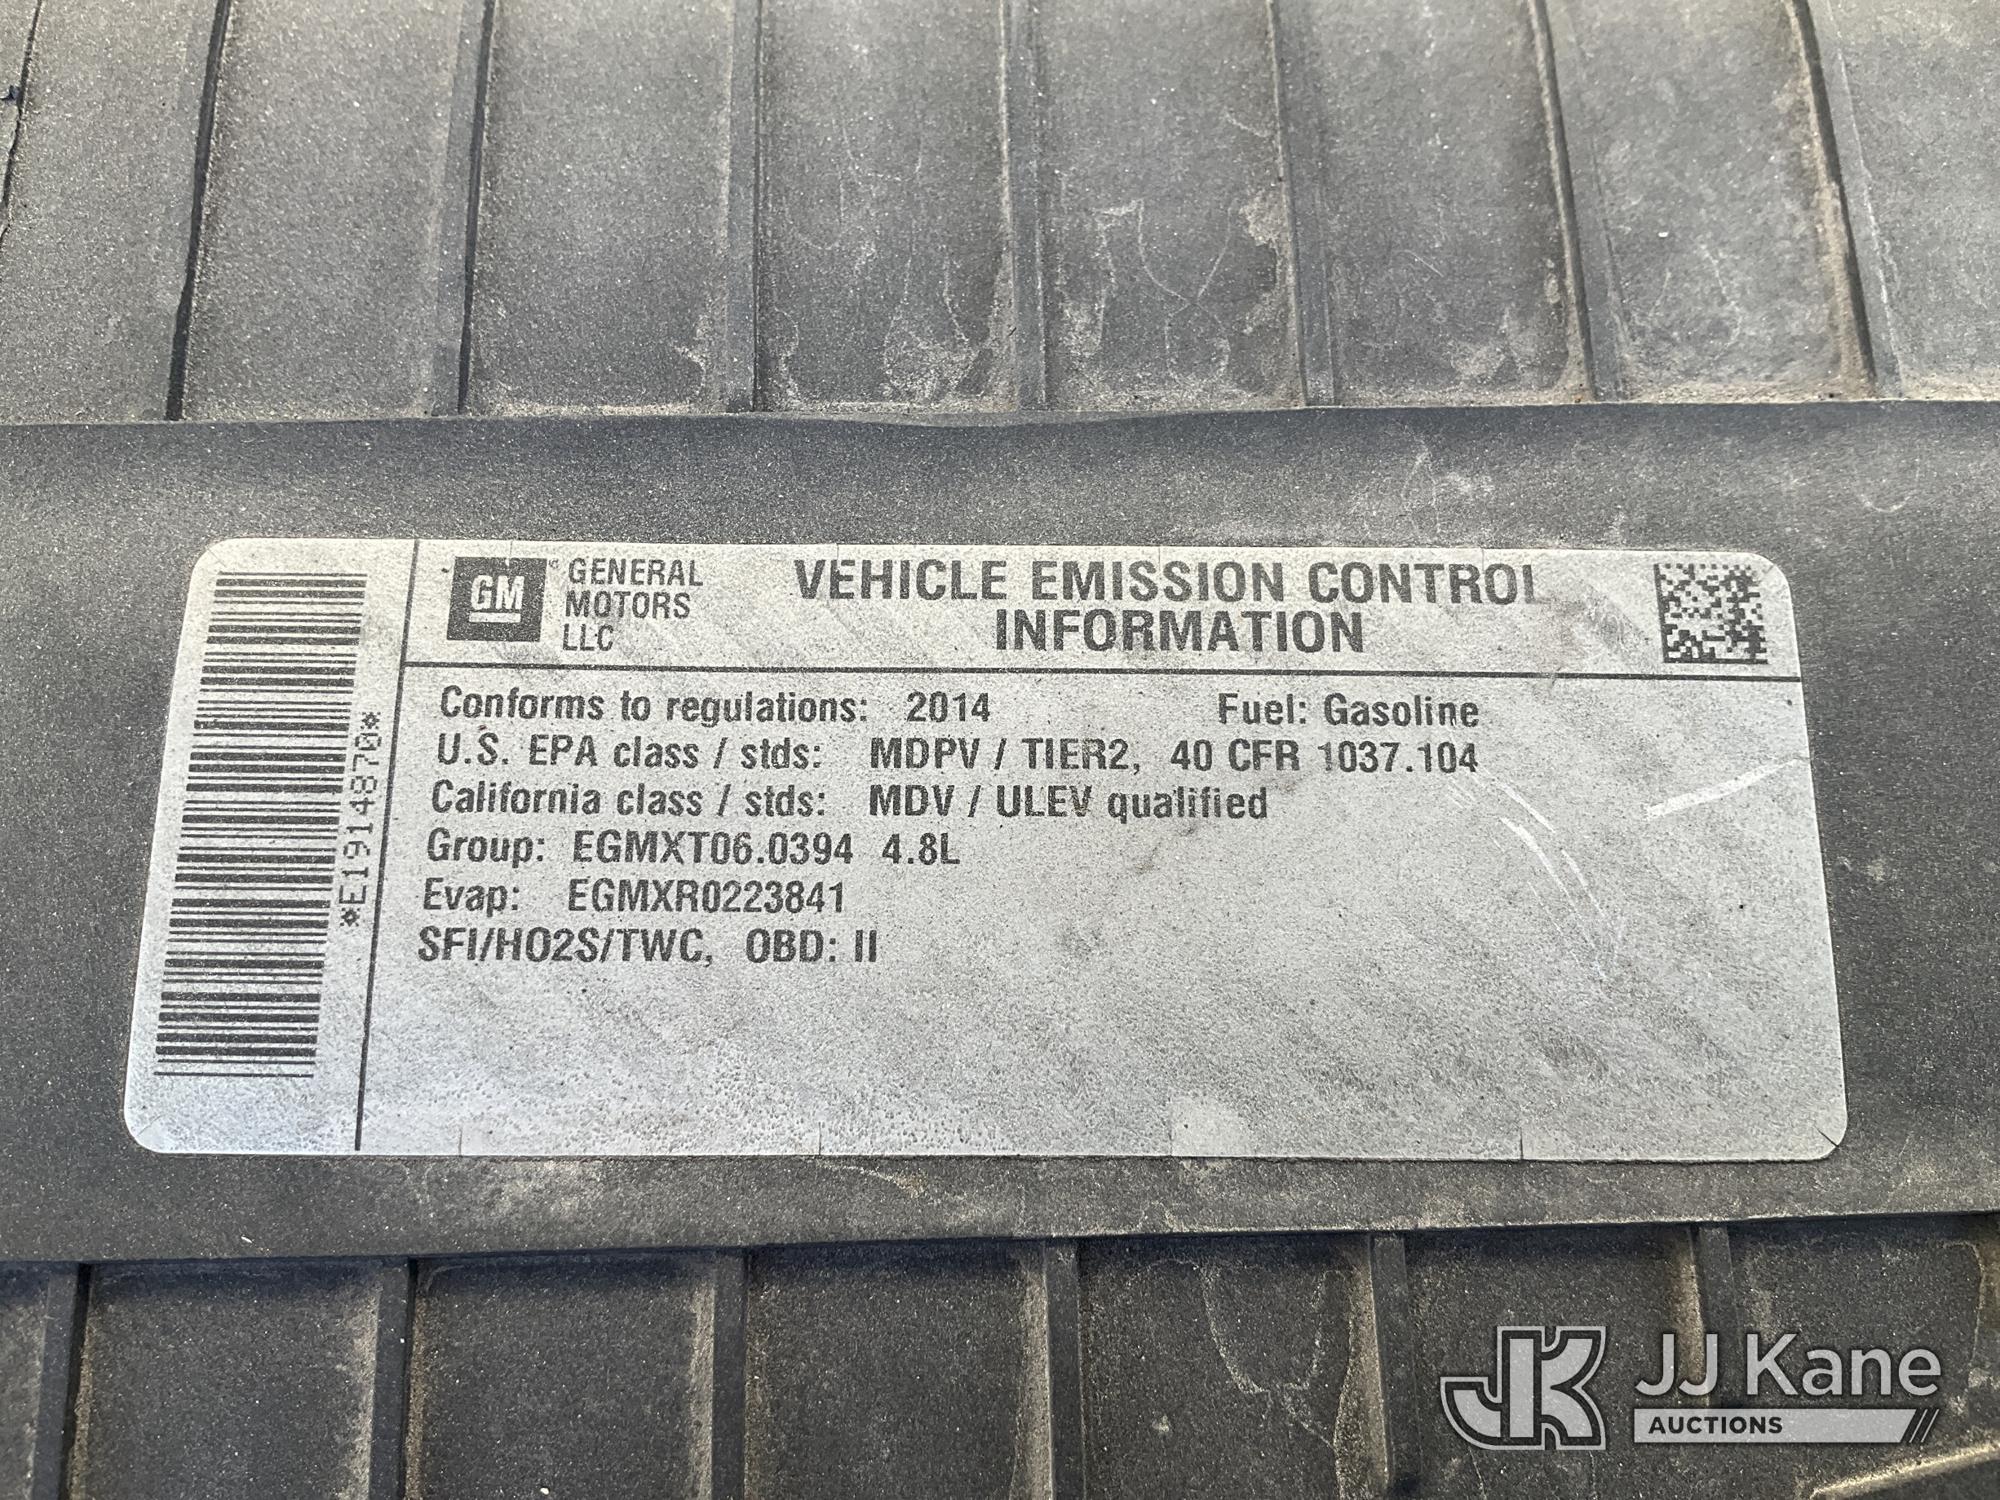 GM
GENERAL
MOTORS
LLC
VEHICLE EMISSION CONTROL
INFORMATION
Conforms to regulations: 2014 Fuel: Gasoline
U.S. EPA class / stds: MDPV / TIER2, 40 CFR 1037.104
California class / stds: MDV / ULEV qualified
Group: EGMXT06.0394 4.8L
Evap: EGMXR0223841
SFI/HO2S/TWC, OBD: II
*E19148870*
JK JJ Kane
AUCTIONS